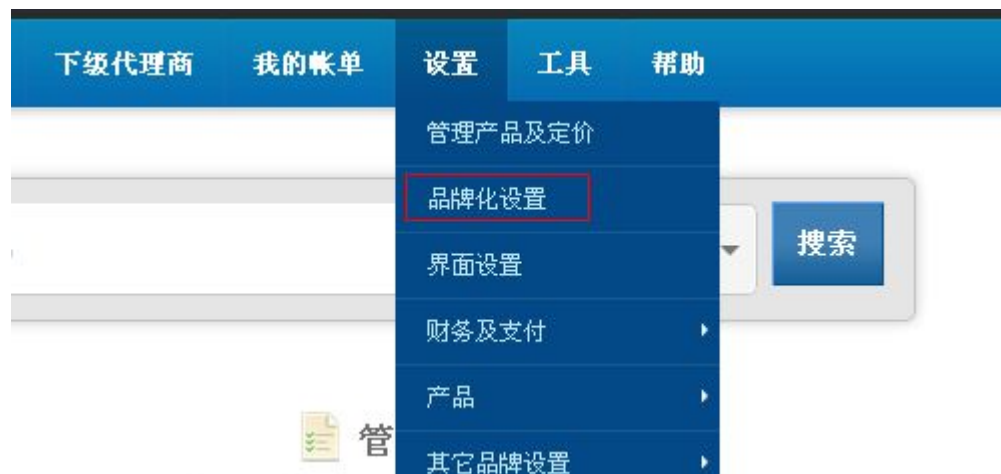 下级代理商 我的帐单 设置 工具 帮助
管理产品及定价
品牌化设置
界面设置
搜索
财务及支付
产品
管
其它品牌设置